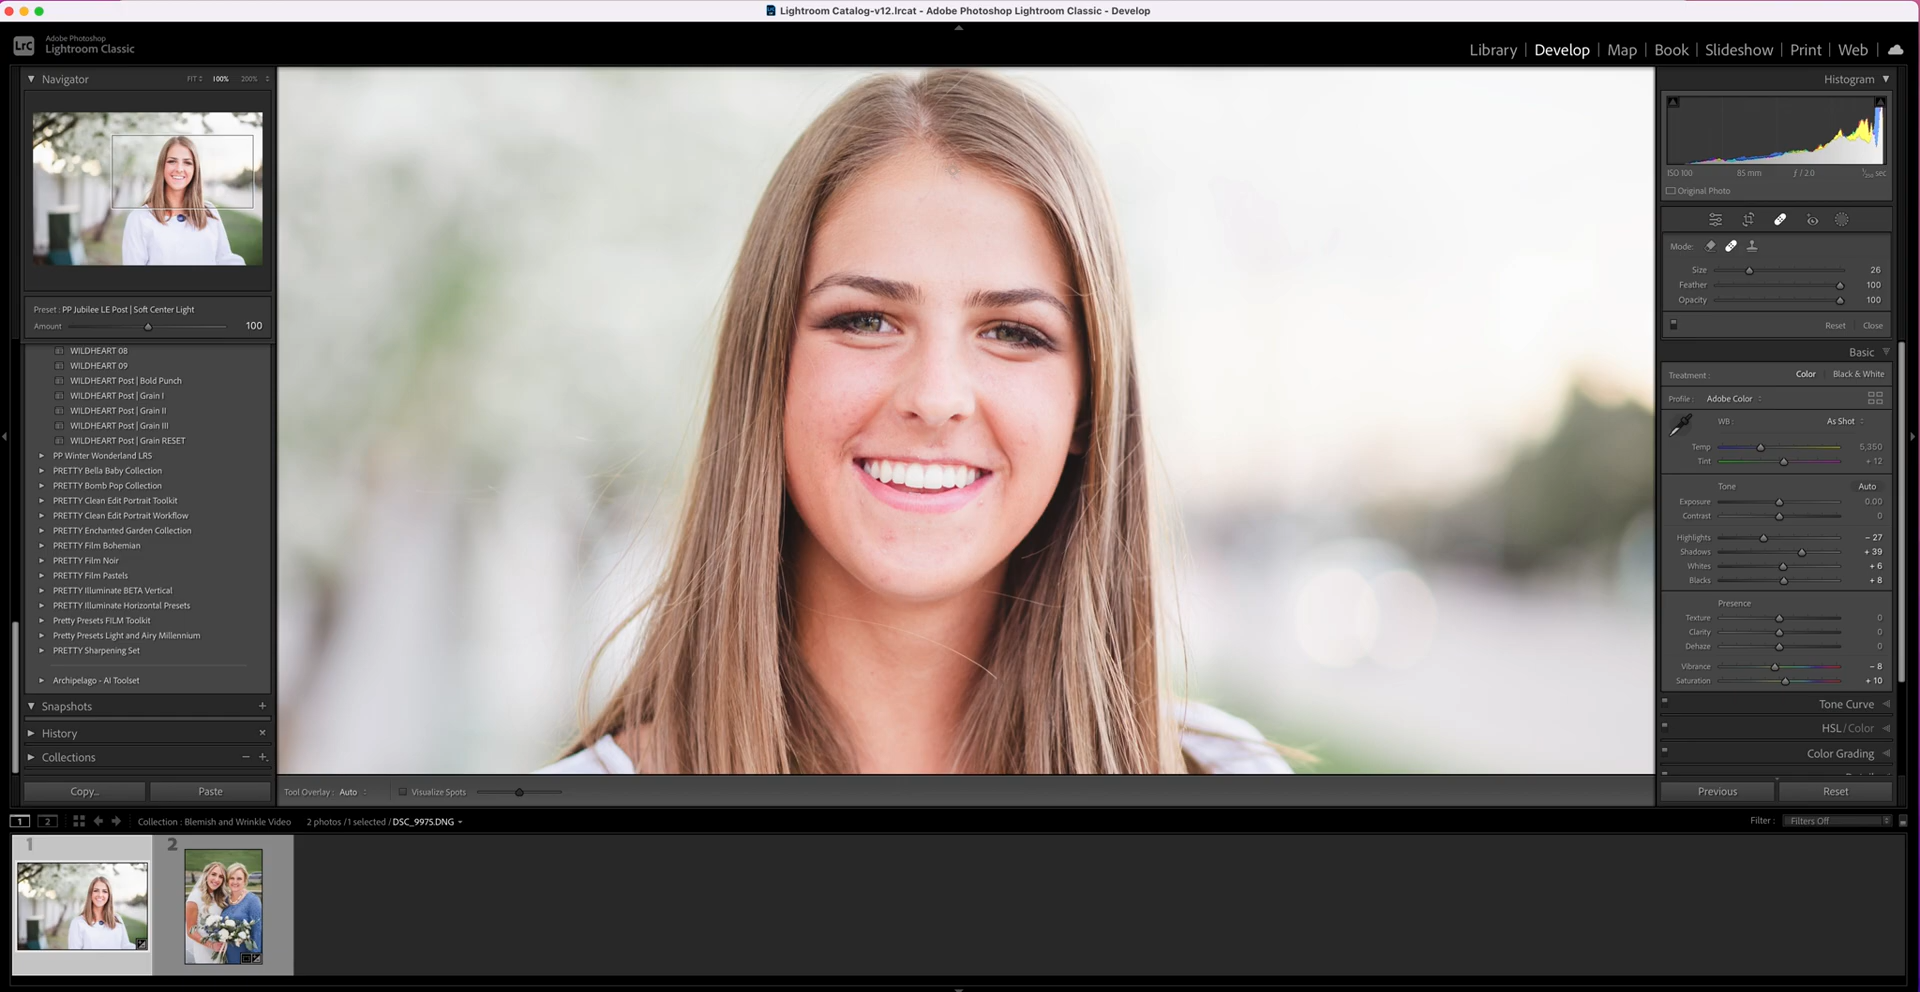 Lightroom Catalog-v12.lrcat - Adobe Photoshop Lightroom Classic - Develop
LrC
Adobe Photoshop
Lightroom Classic
Library | Develop | Map | Book | Slideshow | Print | Web
Navigator FIT 100% 200%
Preset : PP Jubilee LE Post | Soft Center Light
Amount 100
WILDHEART 08
WILDHEART 09
WILDHEART Post | Bold Punch
WILDHEART Post | Grain I
WILDHEART Post | Grain II
WILDHEART Post | Grain III
WILDHEART Post | Grain RESET
PP Winter Wonderland LR5
PRETTY Bella Baby Collection
PRETTY Bomb Pop Collection
PRETTY Clean Edit Portrait Toolkit
PRETTY Clean Edit Portrait Workflow
PRETTY Enchanted Garden Collection
PRETTY Film Bohemian
PRETTY Film Noir
PRETTY Film Pastels
PRETTY Illuminate BETA Vertical
PRETTY Illuminate Horizontal Presets
Pretty Presets FILM Toolkit
Pretty Presets Light and Airy Millennium
PRETTY Sharpening Set
Archipelago - AI Toolset
Snapshots +
History ×
Collections − +
Copy... Paste
Tool Overlay : Auto Visualize Spots
Histogram
ISO 100 85 mm ƒ / 2.0 sec
Original Photo
Mode:
Size 26
Feather 100
Opacity 100
Reset Close
Basic
Treatment : Color Black & White
Profile : Adobe Color
WB : As Shot
Temp 5,350
Tint + 12
Tone Auto
Exposure 0.00
Contrast 0
Highlights − 27
Shadows + 39
Whites + 6
Blacks + 8
Presence
Texture 0
Clarity 0
Dehaze 0
Vibrance − 8
Saturation + 10
Tone Curve
HSL / Color
Color Grading
Previous Reset
1 2 Collection : Blemish and Wrinkle Video 2 photos / 1 selected / DSC_9975.DNG Filter : Filters Off
1 2